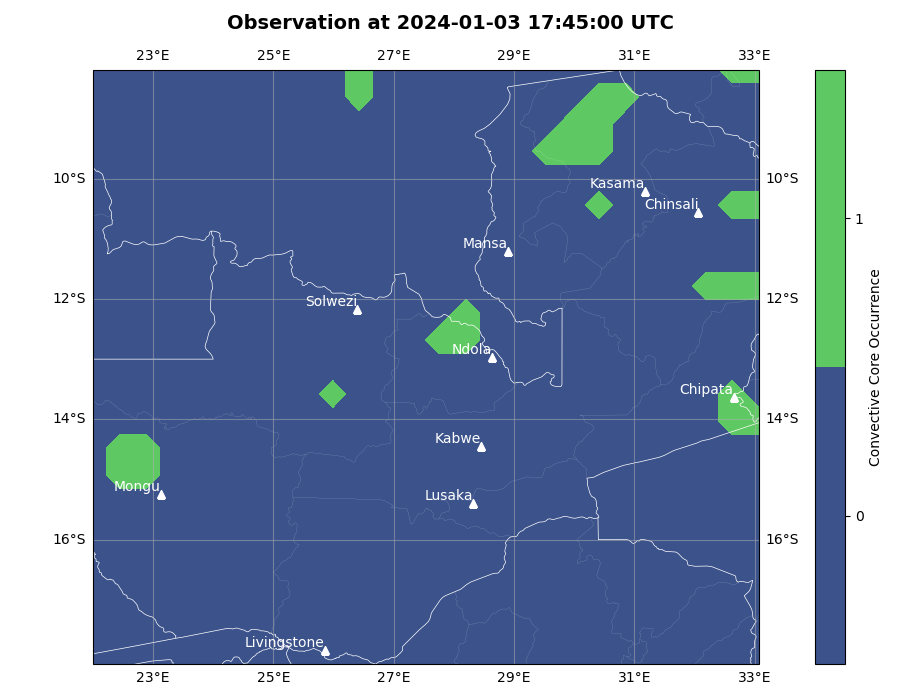 Observation at 2024-01-03 17:45:00 UTC
23°E 25°E 27°E 29°E 31°E 33°E
10°S 10°S
Kasama
Chinsali
Mansa
12°S 12°S
Solwezi
Ndola
Chipata
14°S 14°S
Kabwe
Mongu
Lusaka
16°S 16°S
Livingstone
23°E 25°E 27°E 29°E 31°E 33°E
1
0
Convective Core Occurrence